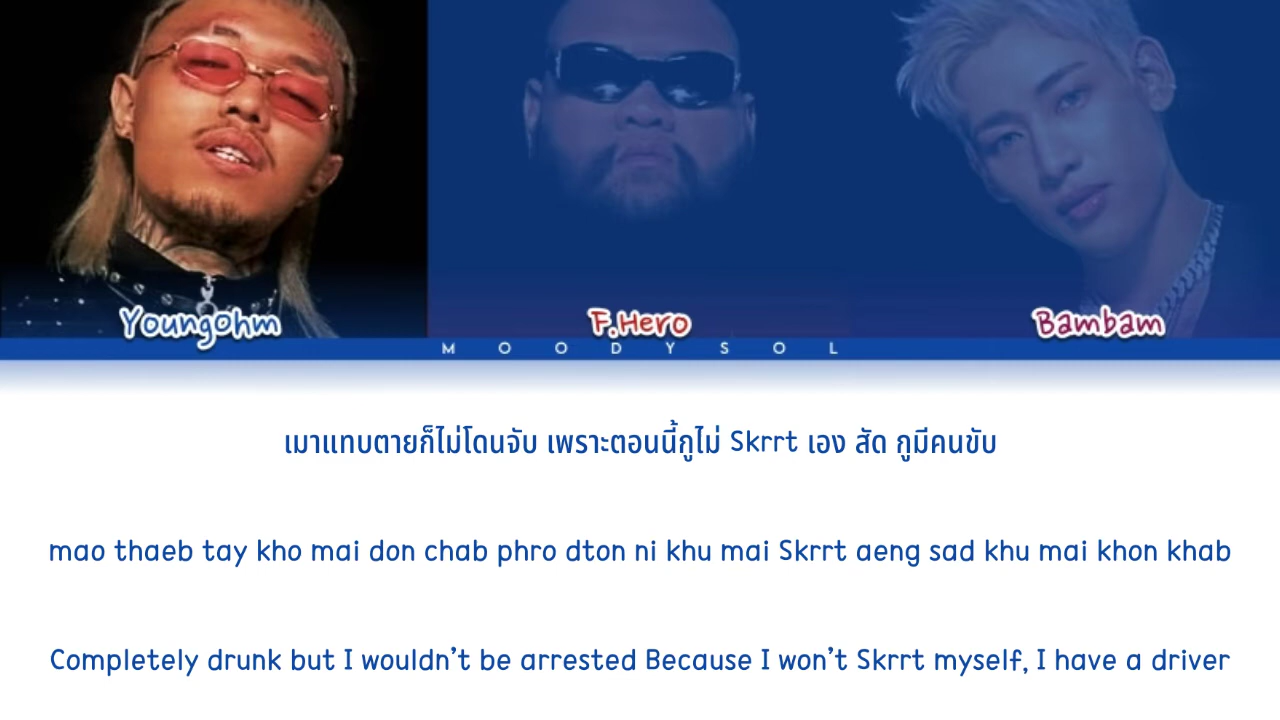 YoungOhm
F.Hero
Bambam
MOODYSOL
เมาแทบตายก็ไม่โดนจับ เพราะตอนนี้กูไม่ Skrrt เอง สัด กูมีคนขับ
mao thaeb tay kho mai don chab phro dton ni khu mai Skrrt aeng sad khu mai khon khab
Completely drunk but I wouldn't be arrested Because I won't Skrrt myself, I have a driver